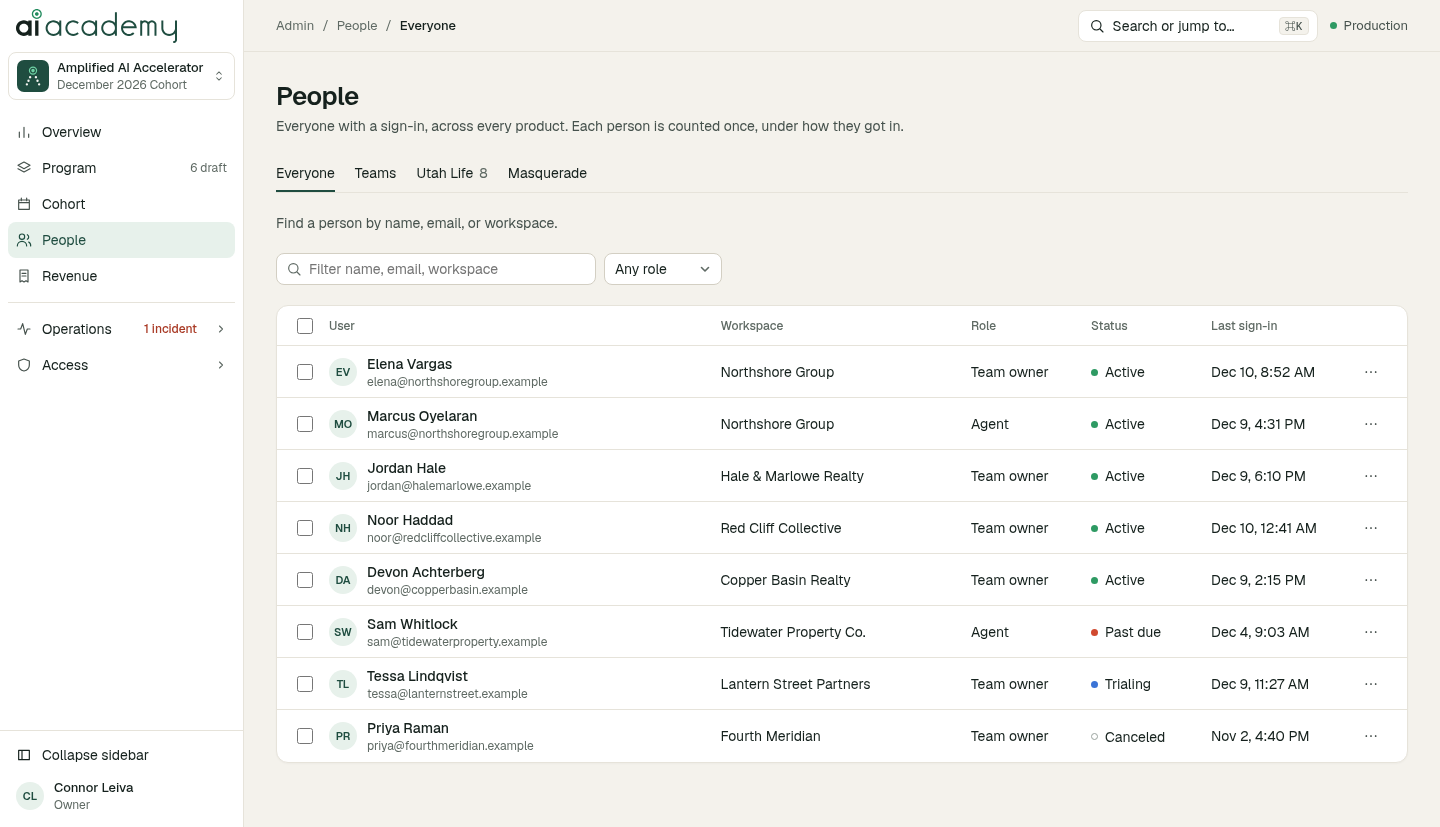 ai academy
Amplified AI Accelerator
December 2026 Cohort
Overview
Program 6 draft
Cohort
People
Revenue
Operations 1 incident
Access
Collapse sidebar
CL Connor Leiva
Owner
Admin / People / Everyone
Search or jump to… ⌘K
Production
People
Everyone with a sign-in, across every product. Each person is counted once, under how they got in.
Everyone Teams Utah Life 8 Masquerade
Find a person by name, email, or workspace.
Filter name, email, workspace Any role
User Workspace Role Status Last sign-in
EV Elena Vargas Northshore Group Team owner Active Dec 10, 8:52 AM ···
elena@northshoregroup.example
MO Marcus Oyelaran Northshore Group Agent Active Dec 9, 4:31 PM ···
marcus@northshoregroup.example
JH Jordan Hale Hale & Marlowe Realty Team owner Active Dec 9, 6:10 PM ···
jordan@halemarlowe.example
NH Noor Haddad Red Cliff Collective Team owner Active Dec 10, 12:41 AM ···
noor@redcliffcollective.example
DA Devon Achterberg Copper Basin Realty Team owner Active Dec 9, 2:15 PM ···
devon@copperbasin.example
SW Sam Whitlock Tidewater Property Co. Agent Past due Dec 4, 9:03 AM ···
sam@tidewaterproperty.example
TL Tessa Lindqvist Lantern Street Partners Team owner Trialing Dec 9, 11:27 AM ···
tessa@lanternstreet.example
PR Priya Raman Fourth Meridian Team owner Canceled Nov 2, 4:40 PM ···
priya@fourthmeridian.example